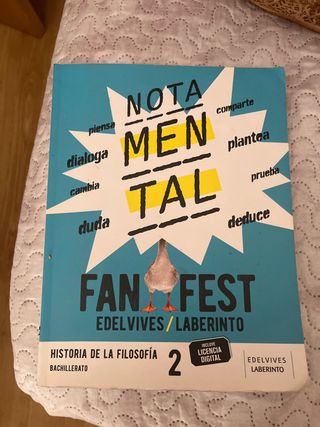 NOTA
MEN
TAL
piensa
dialoga
cambia
duda
comparte
plantea
prueba
deduce
FAN FEST
EDELVIVES / LABERINTO
HISTORIA DE LA FILOSOFÍA 2
BACHILLERATO
INCLUYE
LICENCIA
DIGITAL
EDELVIVES
LABERINTO